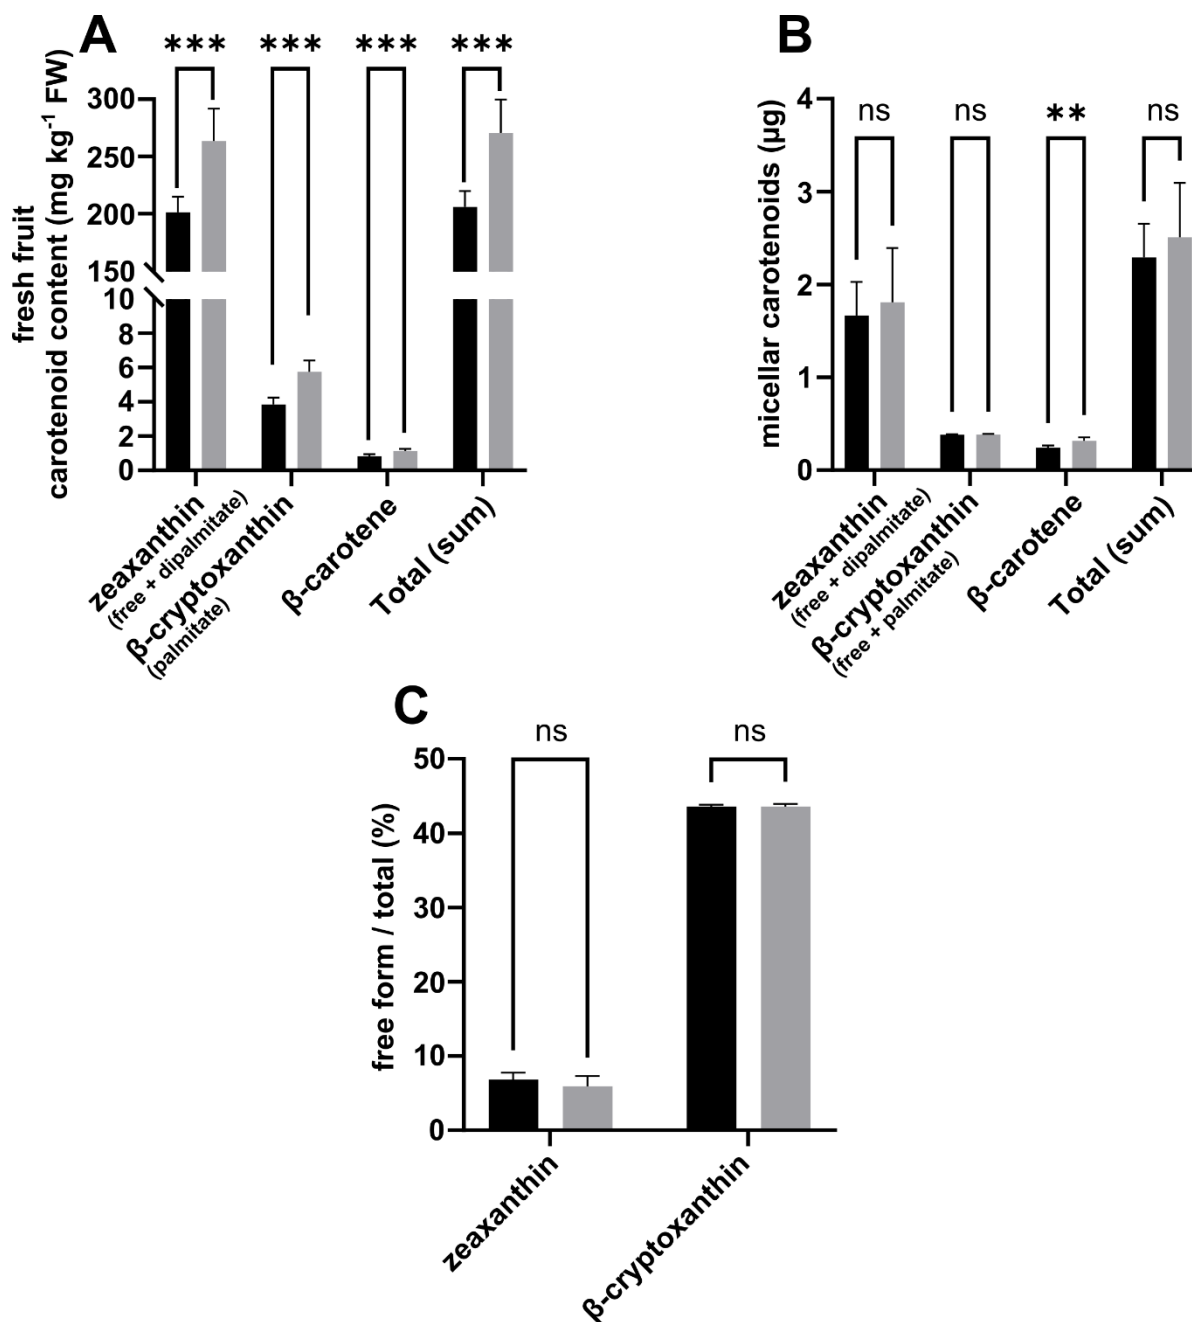 A
*** *** *** ***
fresh fruit
carotenoid content (mg kg⁻¹ FW)
300
250
200
150
10
8
6
4
2
0
zeaxanthin
(free + dipalmitate)
β-cryptoxanthin
(palmitate)
β-carotene
Total (sum)
B
ns ns ** ns
micellar carotenoids (µg)
4
3
2
1
0
zeaxanthin
(free + dipalmitate)
β-cryptoxanthin
(free + palmitate)
β-carotene
Total (sum)
C
ns ns
free form / total (%)
50
40
30
20
10
0
zeaxanthin
β-cryptoxanthin